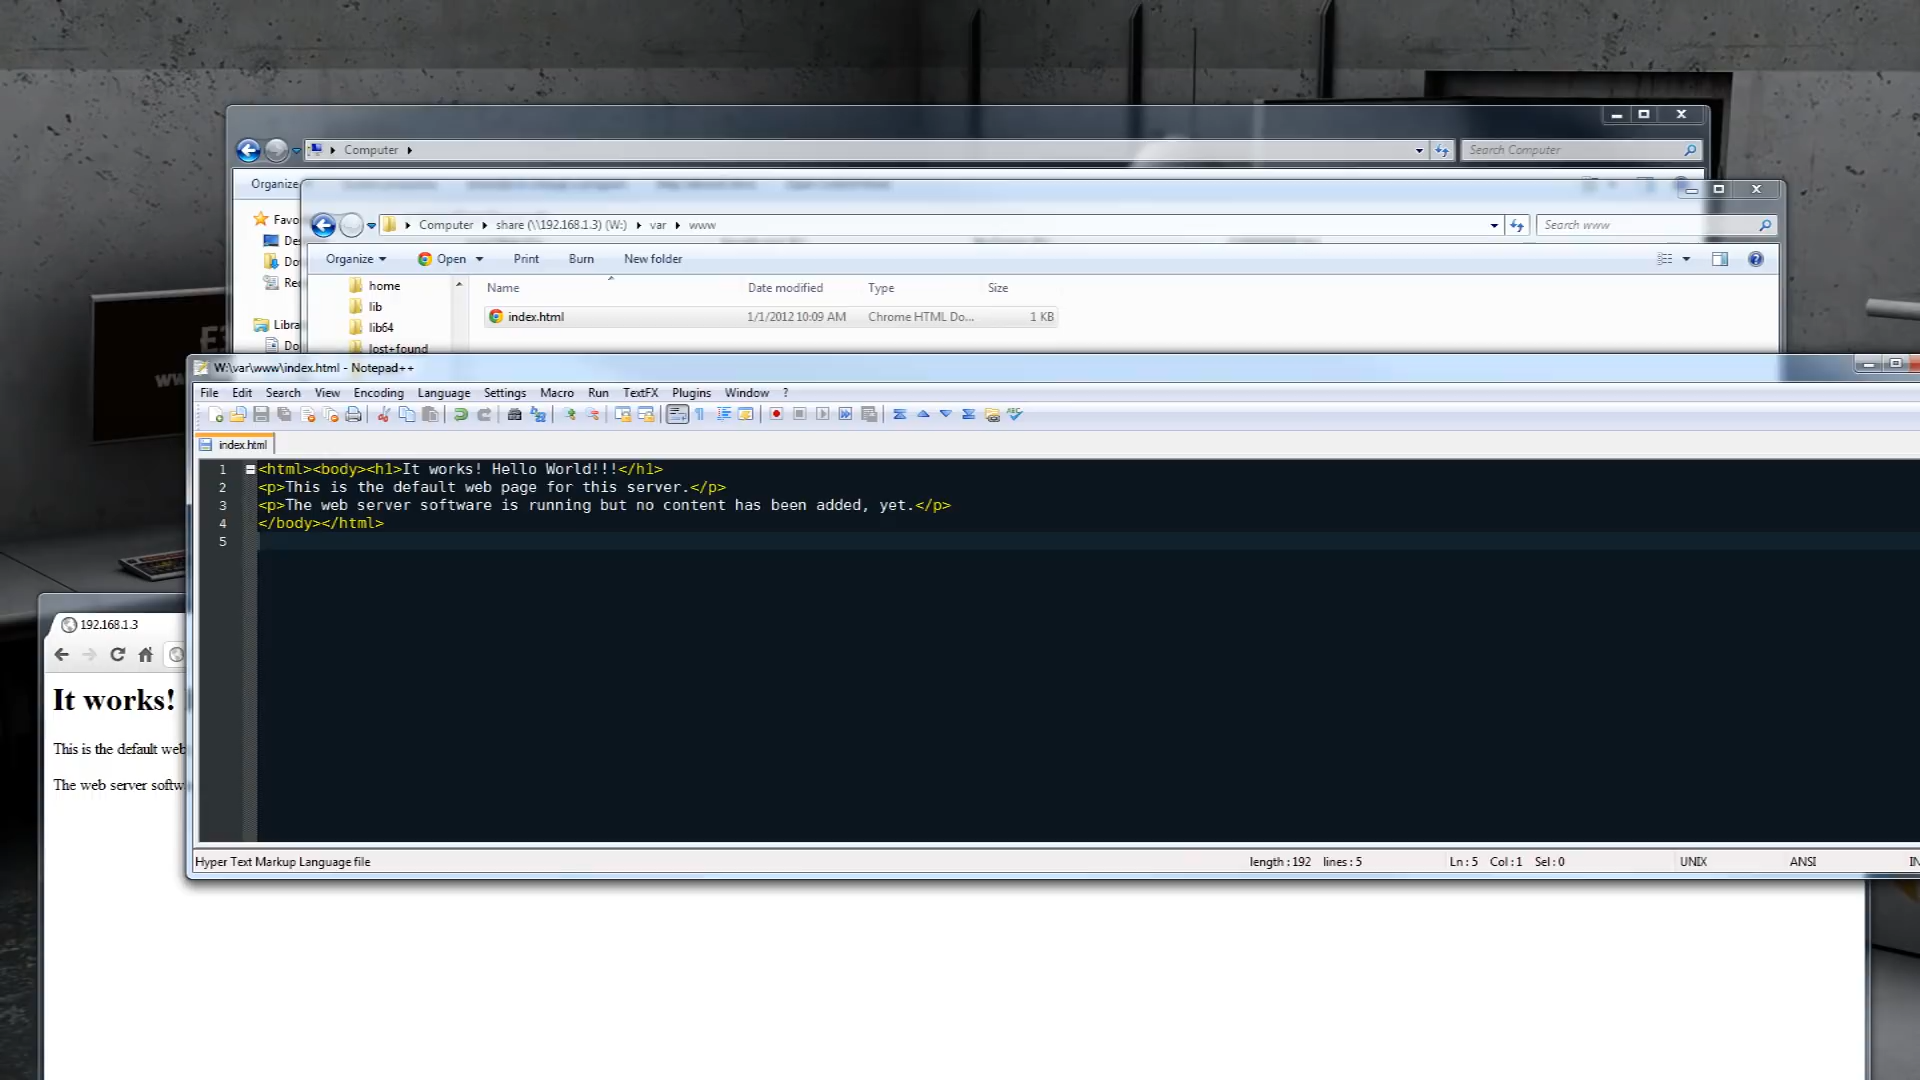 Computer
Search Computer
Organize
Computer share (\\192.168.1.3) (W:) var www
Search www
Favo
De
Do
Rec
Libra
Do
Organize Open Print Burn New folder
Name Date modified Type Size
home
lib
lib64
lost+found
index.html 1/1/2012 10:09 AM Chrome HTML Do... 1 KB
W:\var\www\index.html - Notepad++
File Edit Search View Encoding Language Settings Macro Run TextFX Plugins Window ?
index.html
1 <html><body><h1>It works! Hello World!!!</h1>
2 <p>This is the default web page for this server.</p>
3 <p>The web server software is running but no content has been added, yet.</p>
4 </body></html>
5
Hyper Text Markup Language file length : 192 lines : 5 Ln : 5 Col : 1 Sel : 0 UNIX ANSI IN
192.168.1.3
It works!
This is the default web
The web server softw